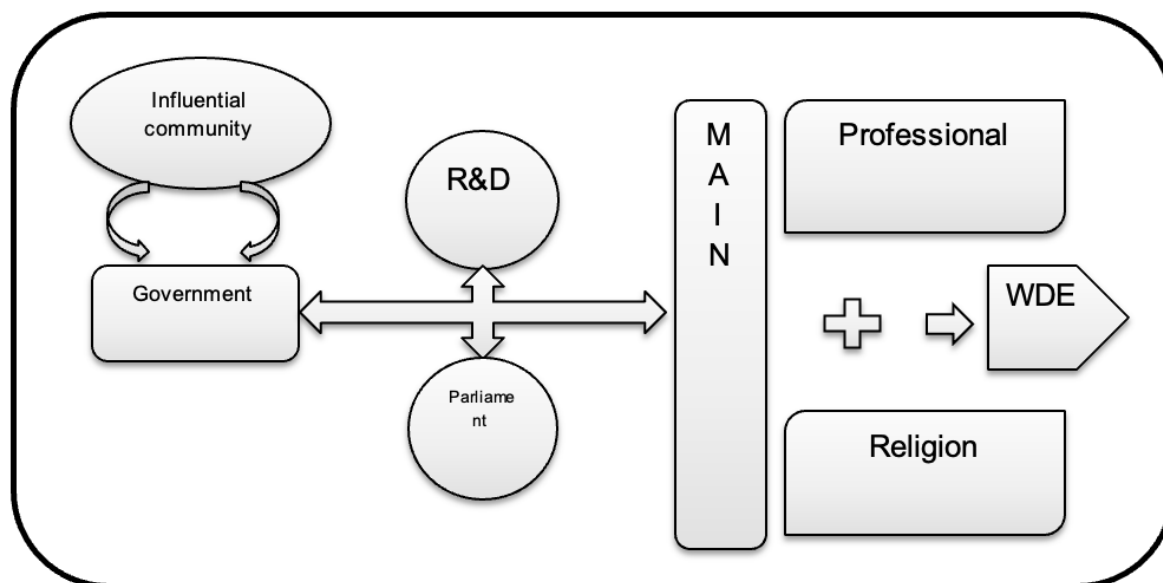 Influential
community
Government
R&D
Parliame
nt
M
A
I
N
Professional
WDE
Religion